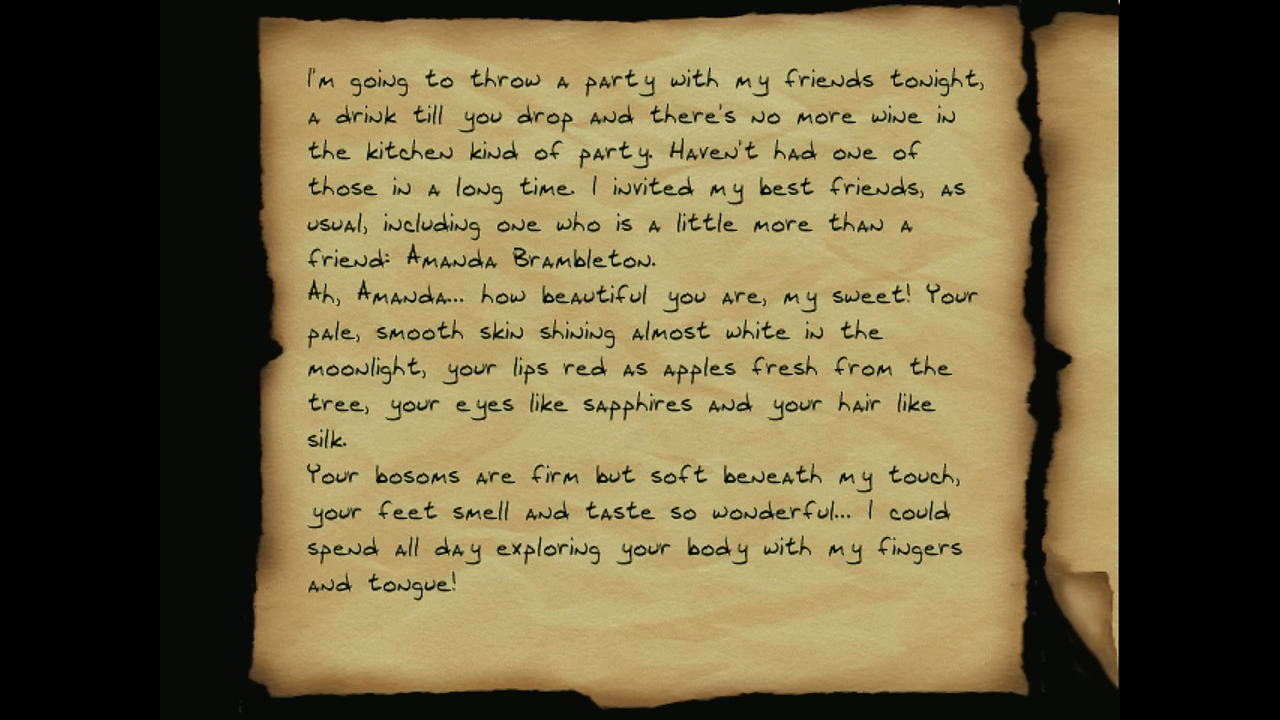 I'm going to throw a party with my friends tonight,
a drink till you drop and there's no more wine in
the kitchen kind of party. Haven't had one of
those in a long time. I invited my best friends, as
usual, including one who is a little more than a
friend: Amanda Brambleton.
Ah, Amanda... how beautiful you are, my sweet! Your
pale, smooth skin shining almost white in the
moonlight, your lips red as apples fresh from the
tree, your eyes like sapphires and your hair like
silk.
Your bosoms are firm but soft beneath my touch,
your feet smell and taste so wonderful... I could
spend all day exploring your body with my fingers
and tongue!